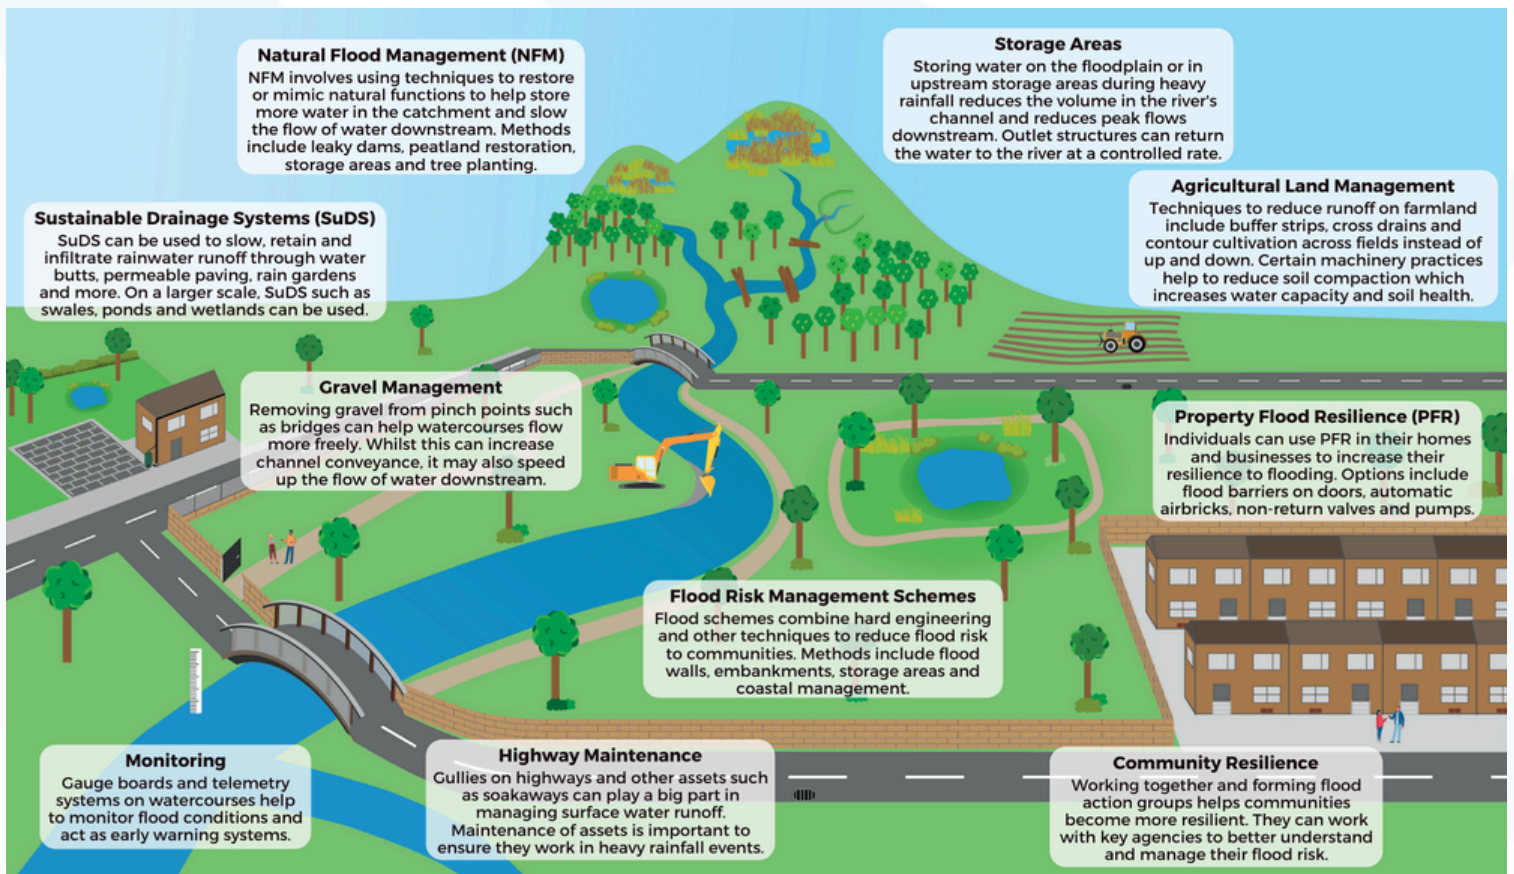 Natural Flood Management (NFM)
NFM involves using techniques to restore
or mimic natural functions to help store
more water in the catchment and slow
the flow of water downstream. Methods
include leaky dams, peatland restoration,
storage areas and tree planting.
Storage Areas
Storing water on the floodplain or in
upstream storage areas during heavy
rainfall reduces the volume in the river's
channel and reduces peak flows
downstream. Outlet structures can return
the water to the river at a controlled rate.
Sustainable Drainage Systems (SuDS)
SuDS can be used to slow, retain and
infiltrate rainwater runoff through water
butts, permeable paving, rain gardens
and more. On a larger scale, SuDS such as
swales, ponds and wetlands can be used.
Agricultural Land Management
Techniques to reduce runoff on farmland
include buffer strips, cross drains and
contour cultivation across fields instead of
up and down. Certain machinery practices
help to reduce soil compaction which
increases water capacity and soil health.
Gravel Management
Removing gravel from pinch points such
as bridges can help watercourses flow
more freely. Whilst this can increase
channel conveyance, it may also speed
up the flow of water downstream.
Property Flood Resilience (PFR)
Individuals can use PFR in their homes
and businesses to increase their
resilience to flooding. Options include
flood barriers on doors, automatic
airbricks, non-return valves and pumps.
Flood Risk Management Schemes
Flood schemes combine hard engineering
and other techniques to reduce flood risk
to communities. Methods include flood
walls, embankments, storage areas and
coastal management.
Monitoring
Gauge boards and telemetry
systems on watercourses help
to monitor flood conditions and
act as early warning systems.
Highway Maintenance
Gullies on highways and other assets such
as soakaways can play a big part in
managing surface water runoff.
Maintenance of assets is important to
ensure they work in heavy rainfall events.
Community Resilience
Working together and forming flood
action groups helps communities
become more resilient. They can work
with key agencies to better understand
and manage their flood risk.